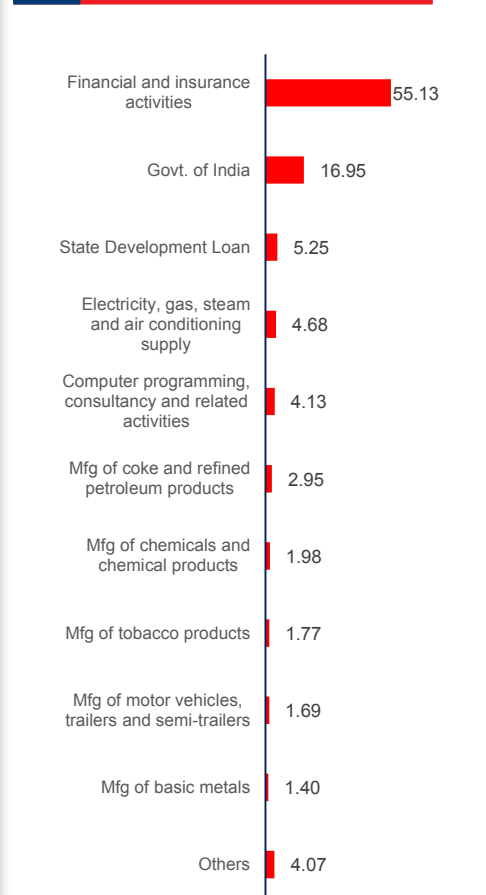 Financial and insurance
activities
55.13
Govt. of India
16.95
State Development Loan
5.25
Electricity, gas, steam
and air conditioning
supply
4.68
Computer programming,
consultancy and related
activities
4.13
Mfg of coke and refined
petroleum products
2.95
Mfg of chemicals and
chemical products
1.98
Mfg of tobacco products
1.77
Mfg of motor vehicles,
trailers and semi-trailers
1.69
Mfg of basic metals
1.40
Others
4.07